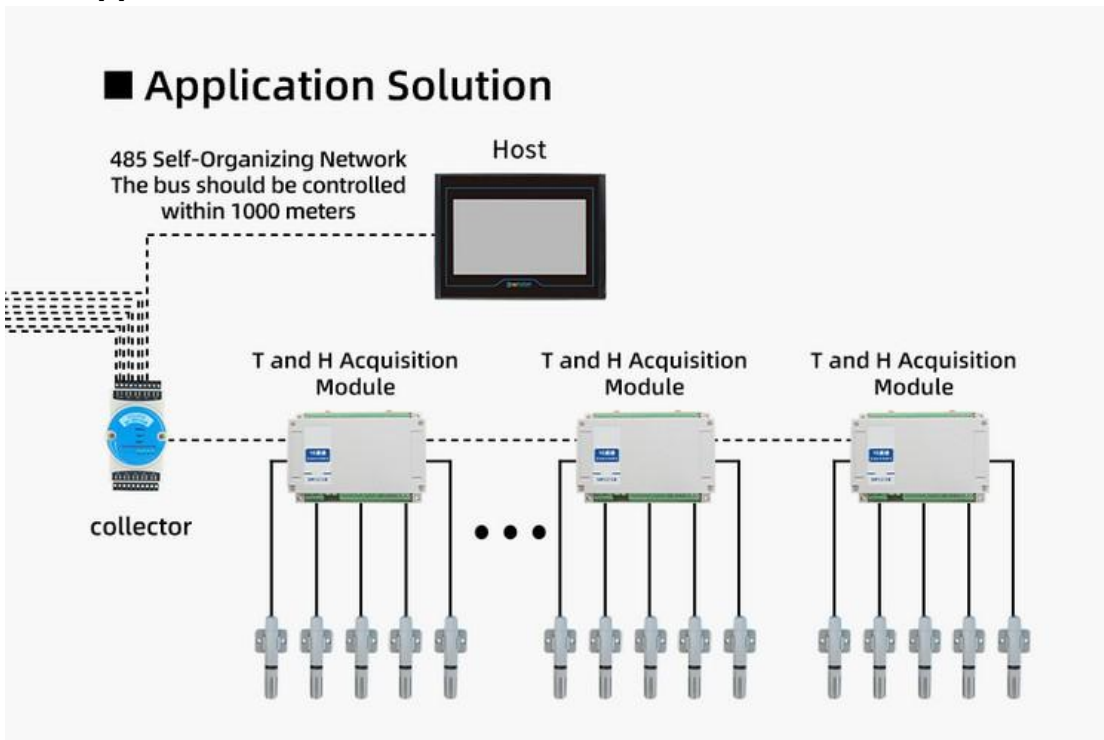 ■ Application Solution
485 Self-Organizing Network
The bus should be controlled
within 1000 meters
Host
T and H Acquisition
Module
T and H Acquisition
Module
T and H Acquisition
Module
collector